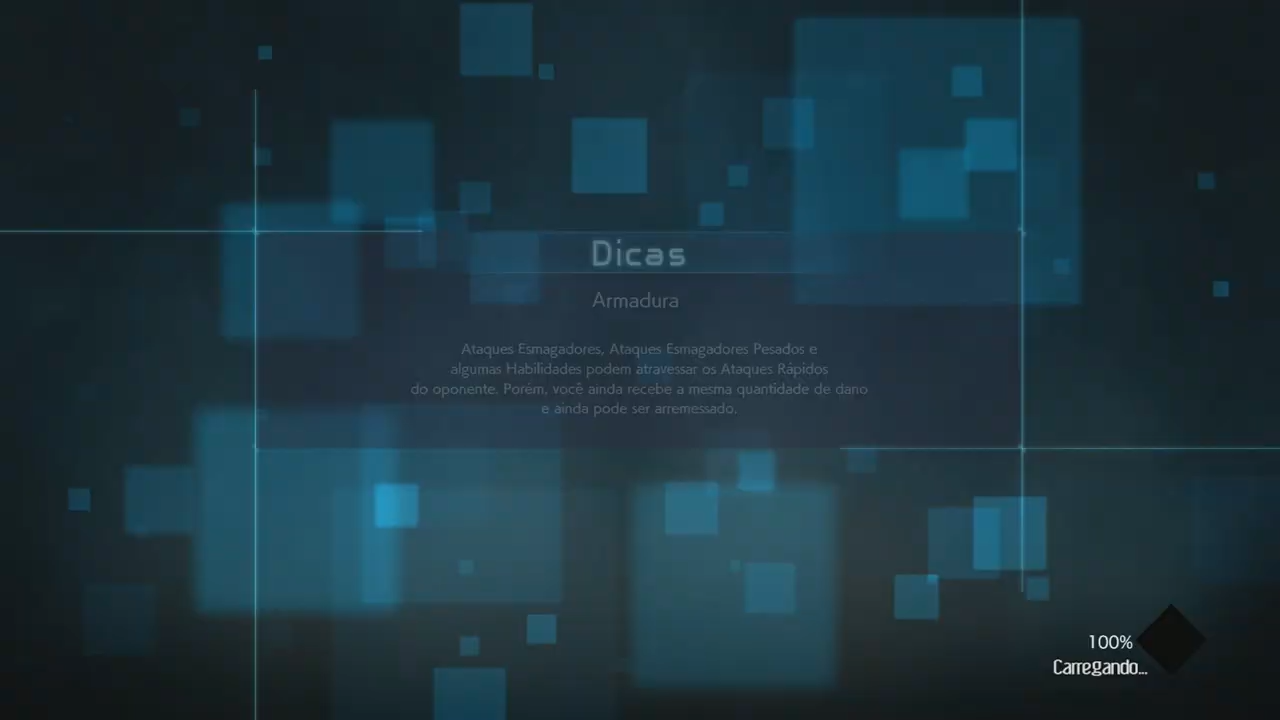 Dicas
Armadura
Ataques Esmagadores, Ataques Esmagadores Pesados e
algumas Habilidades podem atravessar os Ataques Rápidos
do oponente. Porém, você ainda recebe a mesma quantidade de dano
e ainda pode ser arremessado.
100%
Carregando...